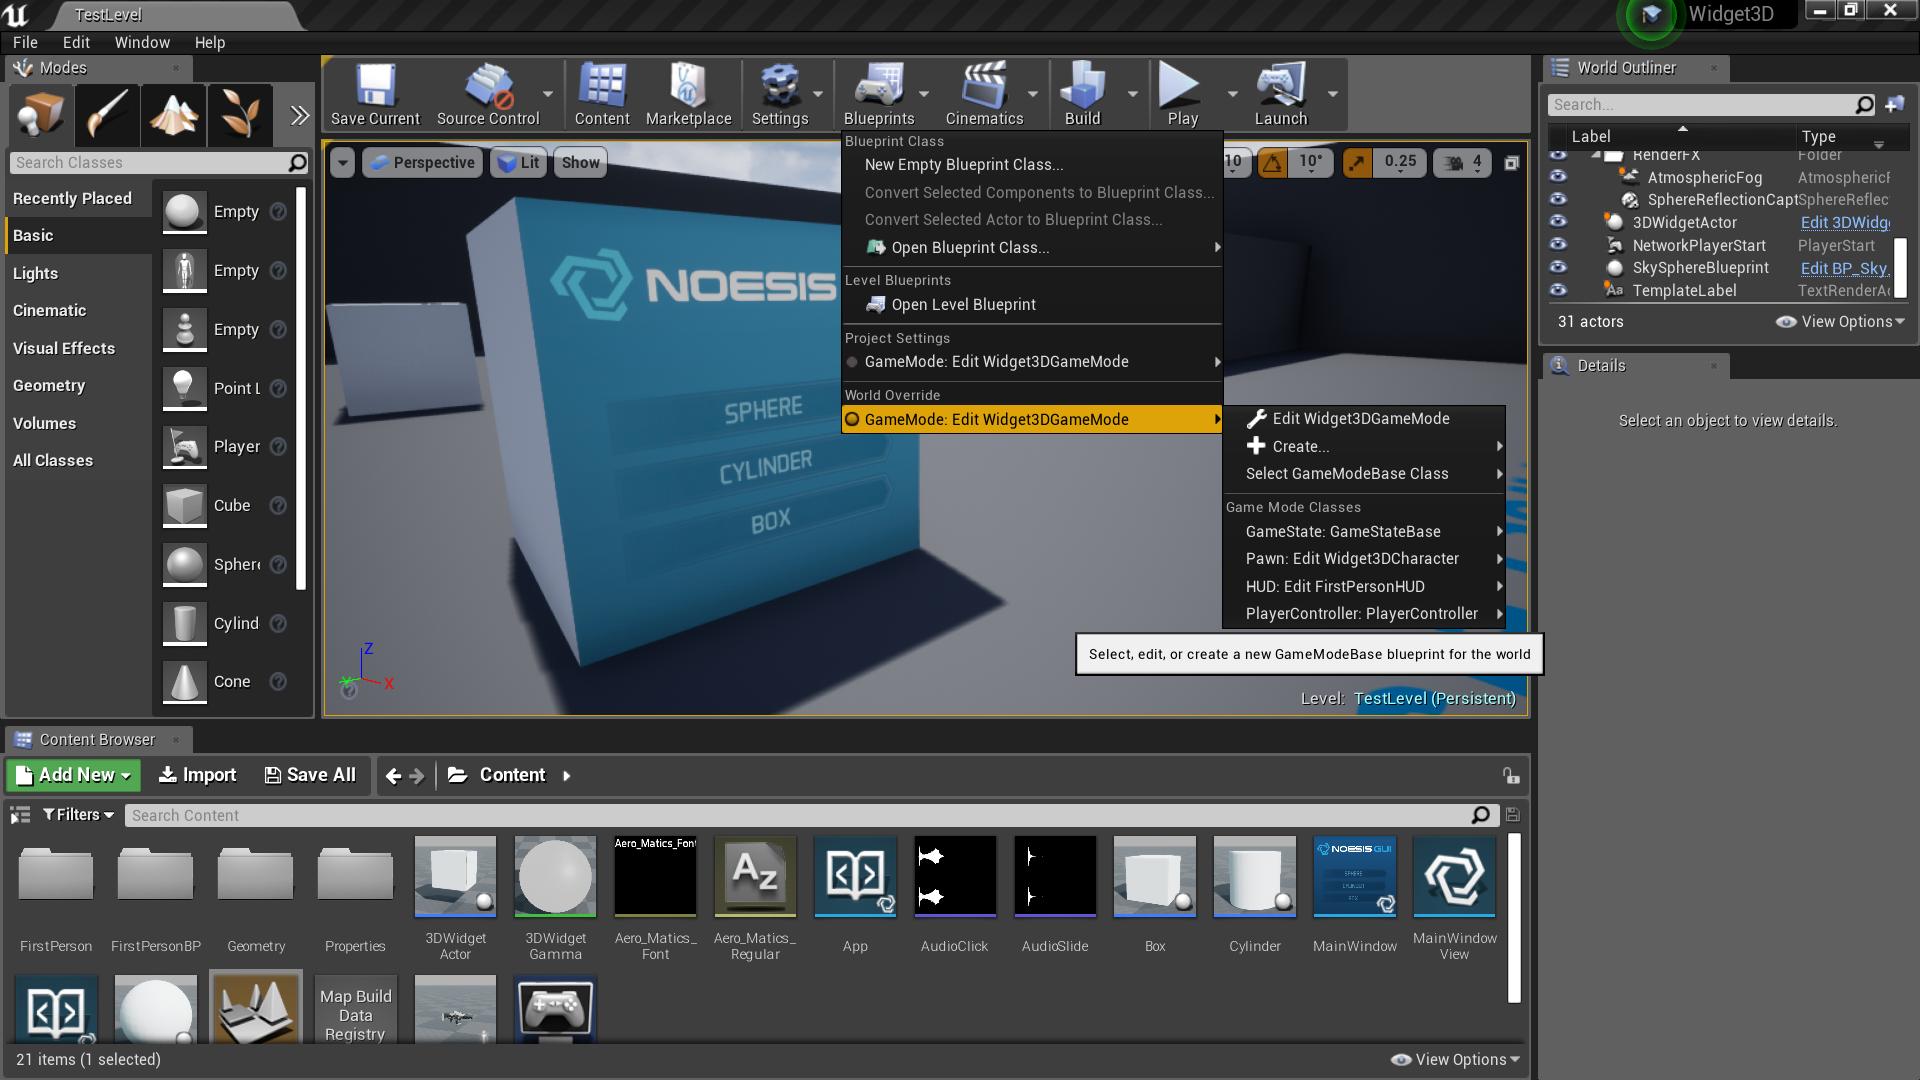 TestLevel
Widget3D
File Edit Window Help
Modes
Save Current
Source Control
Content
Marketplace
Settings
Blueprints
Cinematics
Build
Play
Launch
Search Classes
Recently Placed
Basic
Lights
Cinematic
Visual Effects
Geometry
Volumes
All Classes
Empty
Empty
Empty
Point L
Player
Cube
Sphere
Cylind
Cone
Perspective
Lit
Show
10
10°
0.25
4
NOESIS
SPHERE
CYLINDER
BOX
Z
X
Blueprint Class
New Empty Blueprint Class...
Convert Selected Components to Blueprint Class...
Convert Selected Actor to Blueprint Class...
Open Blueprint Class...
Level Blueprints
Open Level Blueprint
Project Settings
GameMode: Edit Widget3DGameMode
World Override
GameMode: Edit Widget3DGameMode
Edit Widget3DGameMode
Create...
Select GameModeBase Class
Game Mode Classes
GameState: GameStateBase
Pawn: Edit Widget3DCharacter
HUD: Edit FirstPersonHUD
PlayerController: PlayerController
Select, edit, or create a new GameModeBase blueprint for the world
Level: TestLevel (Persistent)
World Outliner
Search...
Label Type
RenderFX Folder
AtmosphericFog AtmosphericF
SphereReflectionCapt SphereReflec
3DWidgetActor Edit 3DWidg
NetworkPlayerStart PlayerStart
SkySphereBlueprint Edit BP_Sky_
TemplateLabel TextRenderAc
31 actors
View Options
Details
Select an object to view details.
Content Browser
Add New
Import
Save All
Content
Filters
Search Content
Aero_Matics_Font
Az
NOESIS GUI
SPHERE
CYLINDER
BOX
FirstPerson
FirstPersonBP
Geometry
Properties
3DWidget
Actor
3DWidget
Gamma
Aero_Matics_
Font
Aero_Matics_
Regular
App
AudioClick
AudioSlide
Box
Cylinder
MainWindow
MainWindow
View
Map Build
Data
Registry
21 items (1 selected)
View Options